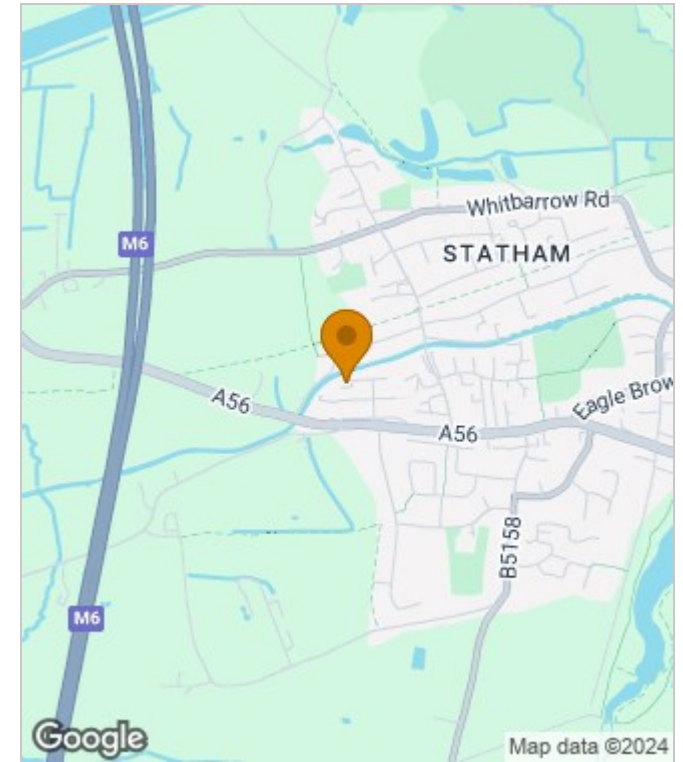 Whitbarrow Rd
M6
STATHAM
A56
Eagle Brow
A56
B5158
M6
Google
Map data ©2024